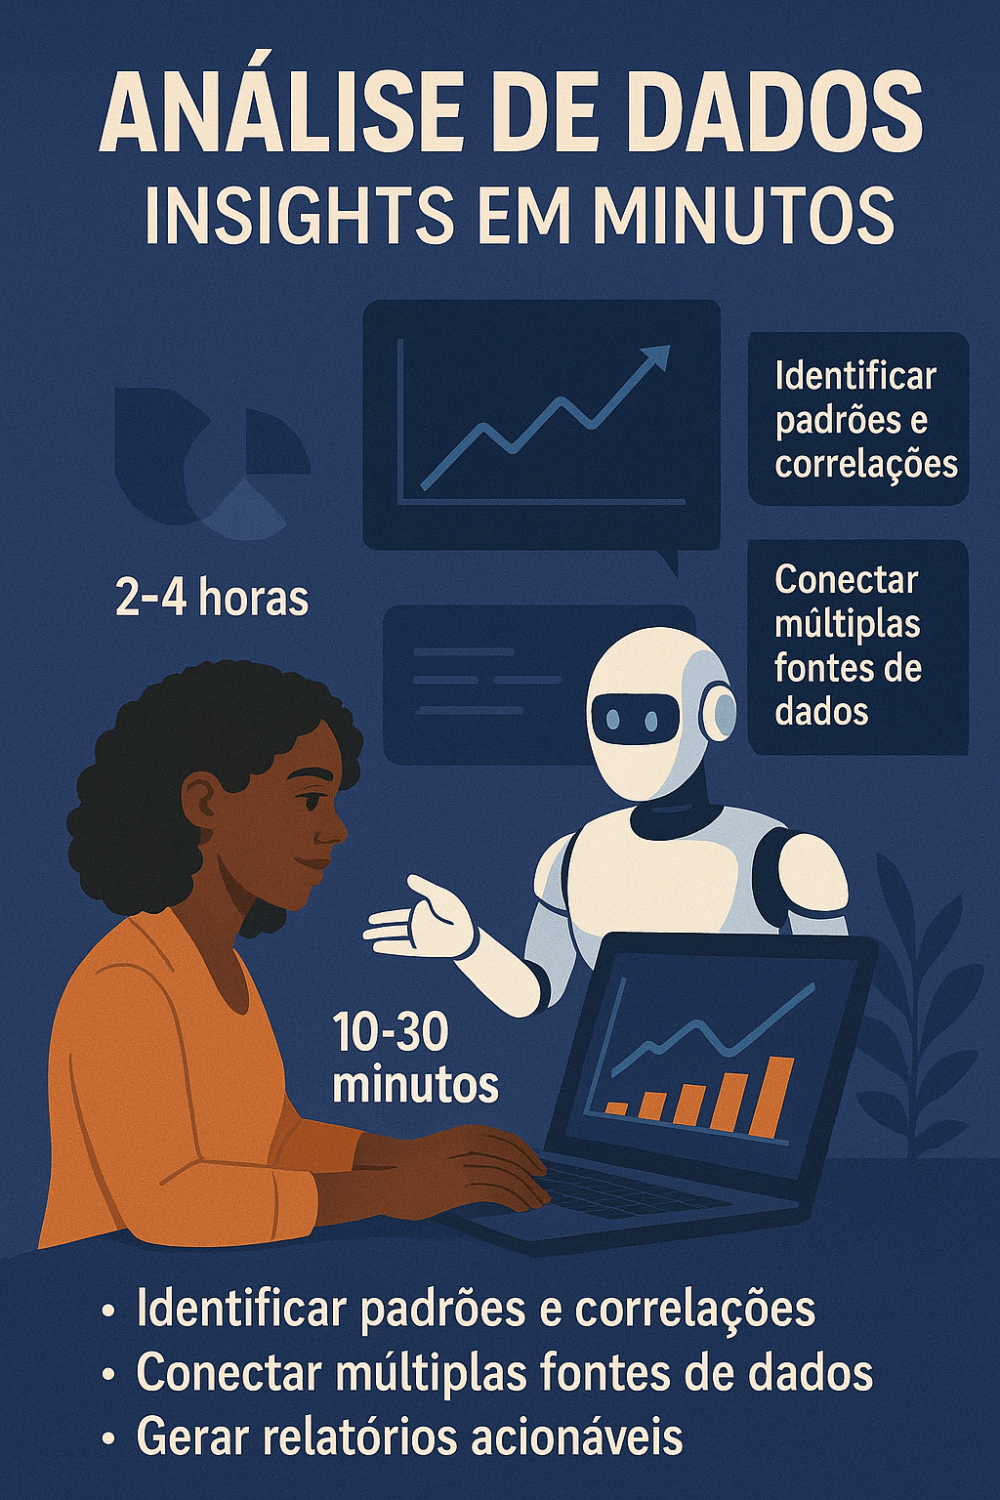 ANÁLISE DE DADOS
INSIGHTS EM MINUTOS
Identificar
padrões e
correlações
2-4 horas
Conectar
múltiplas
fontes de
dados
10-30
minutos
• Identificar padrões e correlações
• Conectar múltiplas fontes de dados
• Gerar relatórios acionáveis